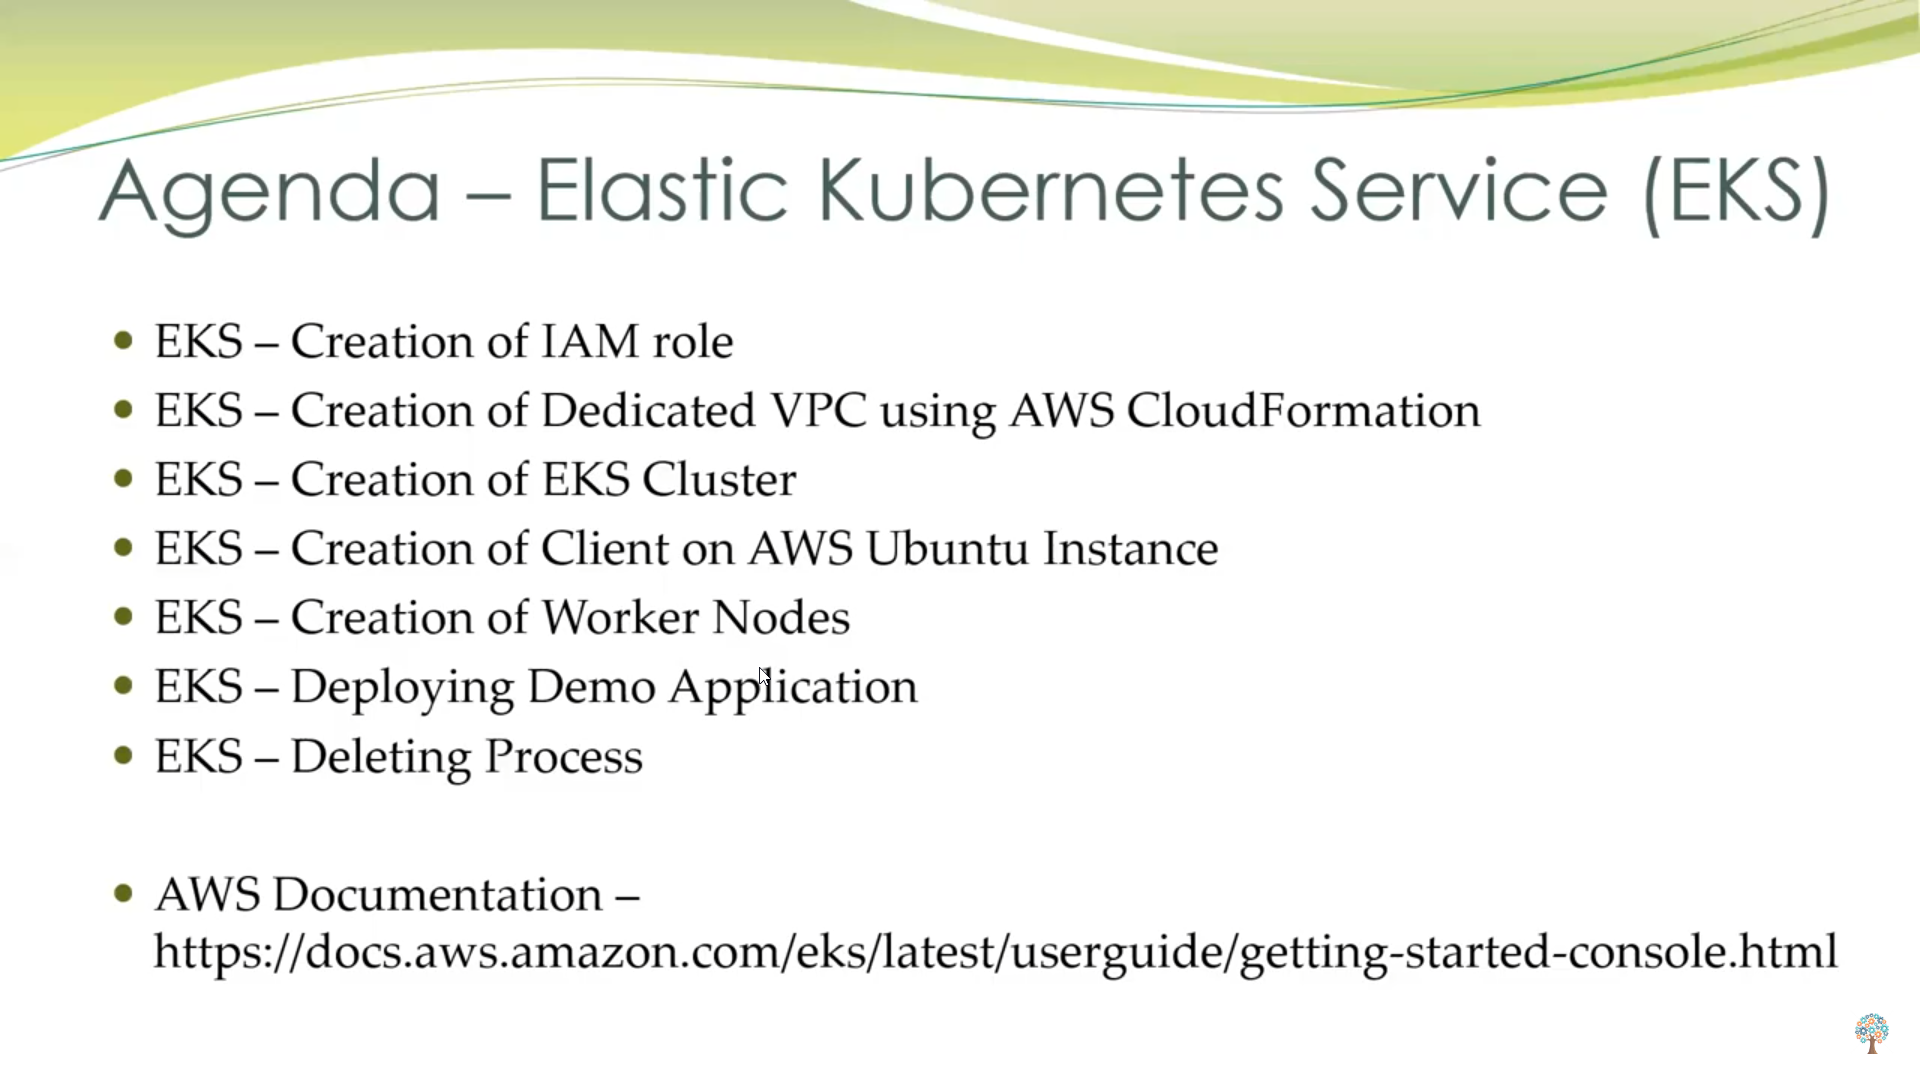 Agenda – Elastic Kubernetes Service (EKS)
• EKS – Creation of IAM role
• EKS – Creation of Dedicated VPC using AWS CloudFormation
• EKS – Creation of EKS Cluster
• EKS – Creation of Client on AWS Ubuntu Instance
• EKS – Creation of Worker Nodes
• EKS – Deploying Demo Application
• EKS – Deleting Process
• AWS Documentation –
https://docs.aws.amazon.com/eks/latest/userguide/getting-started-console.html